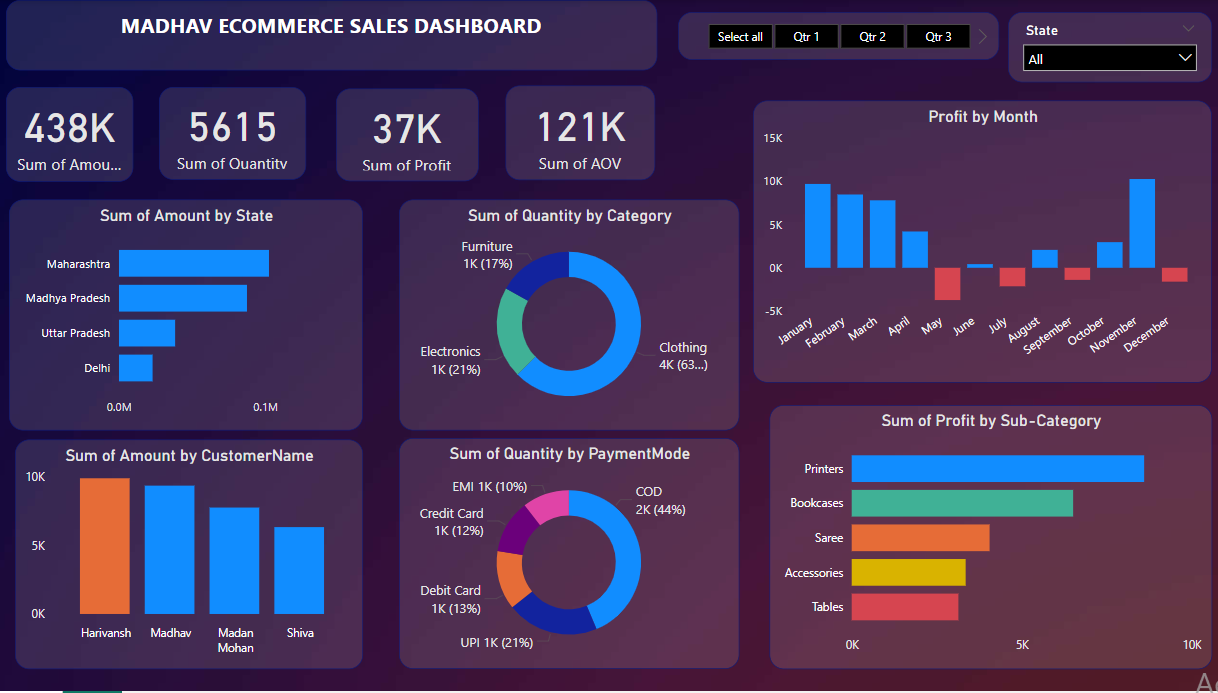 MADHAV ECOMMERCE SALES DASHBOARD
Select all
Qtr 1
Qtr 2
Qtr 3
State
All
438K
Sum of Amou...
5615
Sum of Quantity
37K
Sum of Profit
121K
Sum of AOV
Profit by Month
15K
10K
5K
0K
-5K
January
February
March
April
May
June
July
August
September
October
November
December
Sum of Amount by State
Maharashtra
Madhya Pradesh
Uttar Pradesh
Delhi
0.0M
0.1M
Sum of Quantity by Category
Furniture
1K (17%)
Electronics
1K (21%)
Clothing
4K (63...)
Sum of Amount by CustomerName
10K
5K
0K
Harivansh
Madhav
Madan
Mohan
Shiva
Sum of Quantity by PaymentMode
EMI 1K (10%)
COD
2K (44%)
Credit Card
1K (12%)
Debit Card
1K (13%)
UPI 1K (21%)
Sum of Profit by Sub-Category
Printers
Bookcases
Saree
Accessories
Tables
0K
5K
10K